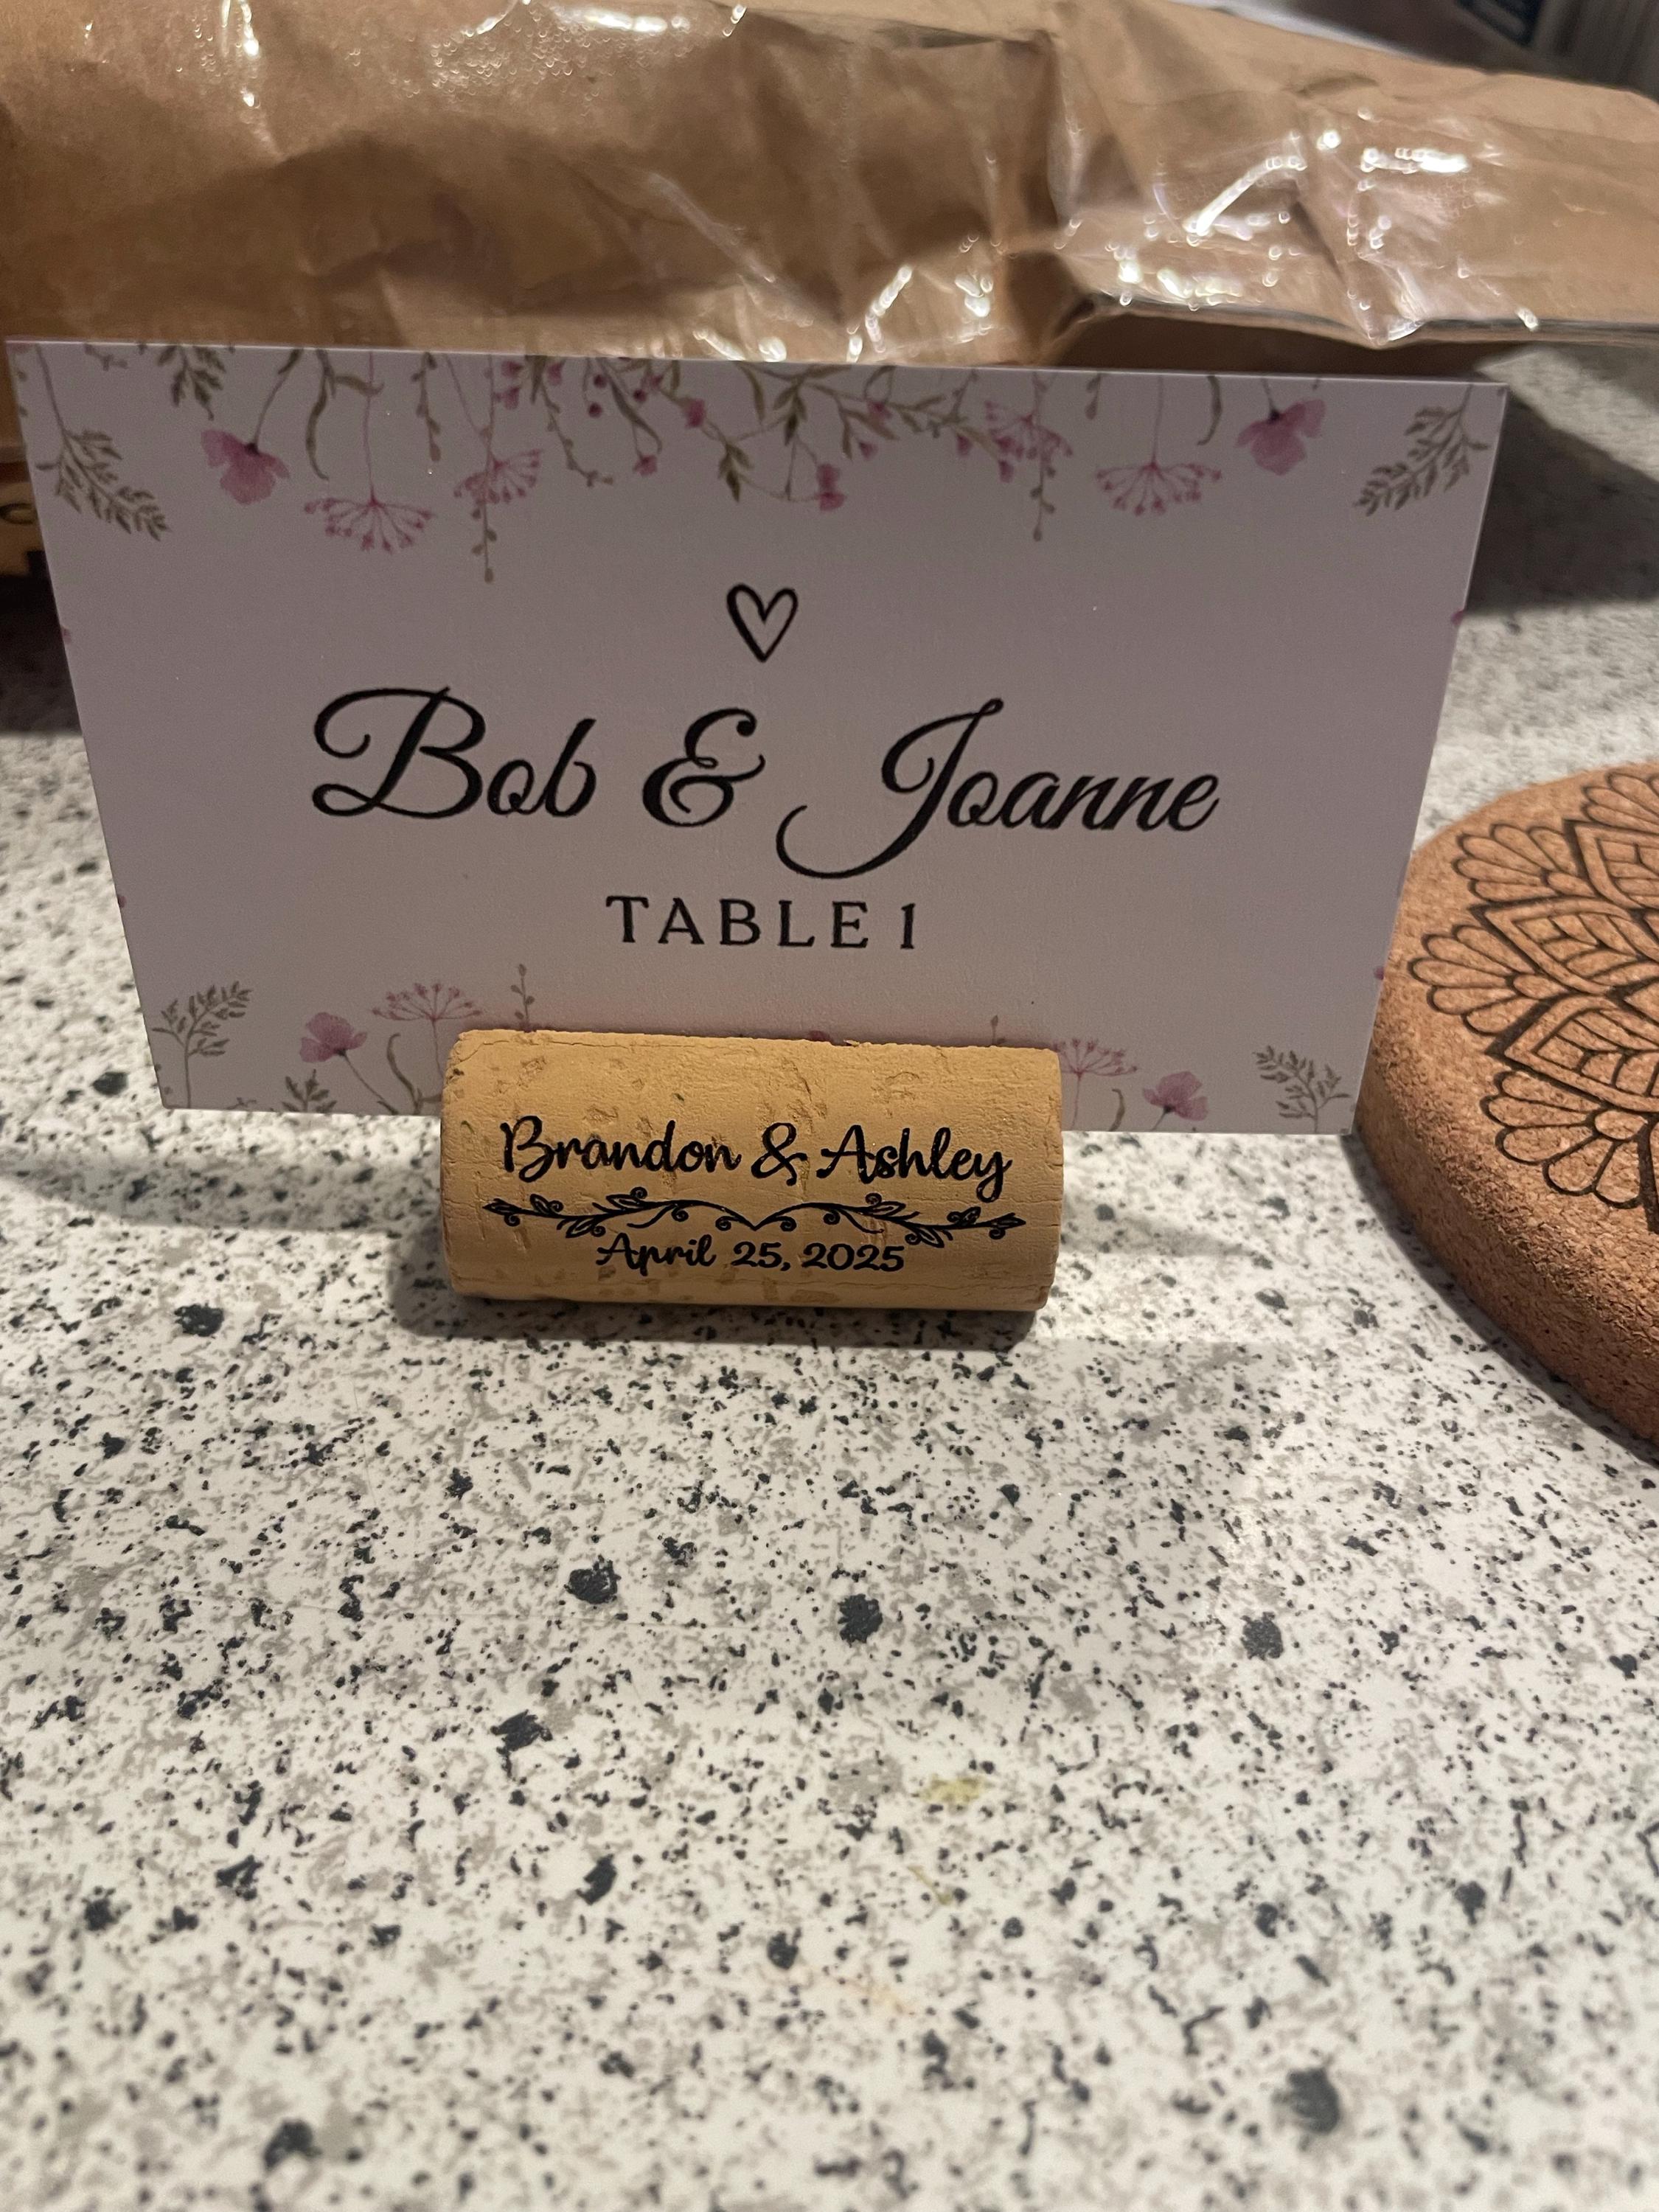 Bob & Joanne
TABLE 1
Brandon & Ashley
April 25, 2025